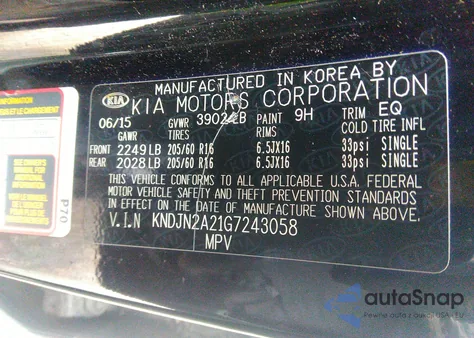 MANUFACTURED IN KOREA BY
KIA KIA MOTORS CORPORATION
06/15 GVWR 3902LB PAINT 9H TRIM EQ
GAWR TIRES RIMS COLD TIRE INFL
FRONT 2249LB 205/60 R16 6.5JX16 33psi SINGLE
REAR 2028LB 205/60 R16 6.5JX16 33psi SINGLE
THIS VEHICLE CONFORMS TO ALL APPLICABLE U.S.A. FEDERAL
MOTOR VEHICLE SAFETY AND THEFT PREVENTION STANDARDS
IN EFFECT ON THE DATE OF MANUFACTURE SHOWN ABOVE.
V.I.N KNDJN2A21G7243058
MPV
P70
autoSnap